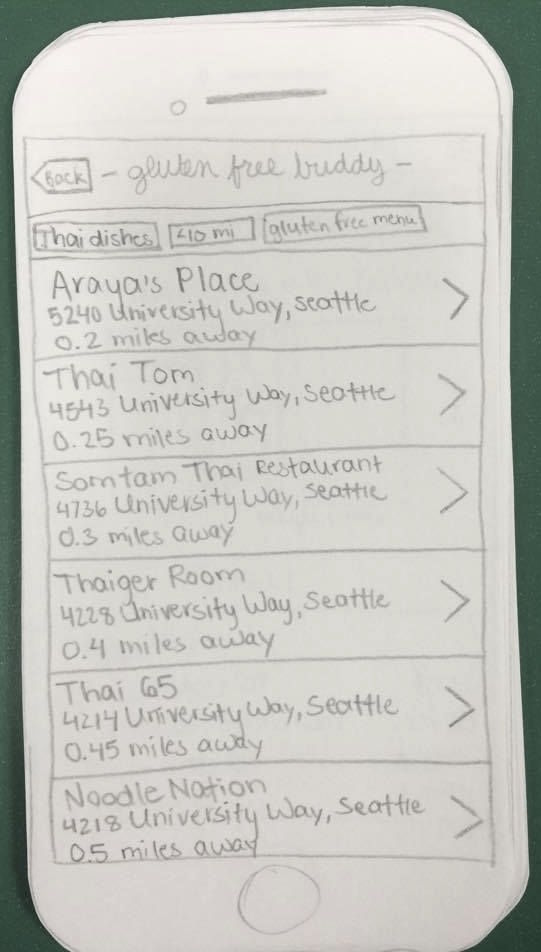 Back - gluten free buddy -
Thai dishes <10 mi gluten free menu
Araya's Place
5240 University Way, Seattle
0.2 miles away
Thai Tom
4543 University Way, Seattle
0.25 miles away
Somtam Thai Restaurant
4736 University Way, Seattle
0.3 miles away
Thaiger Room
4228 University Way, Seattle
0.4 miles away
Thai 65
4214 University Way, Seattle
0.45 miles away
Noodle Nation
4218 University Way, Seattle
0.5 miles away